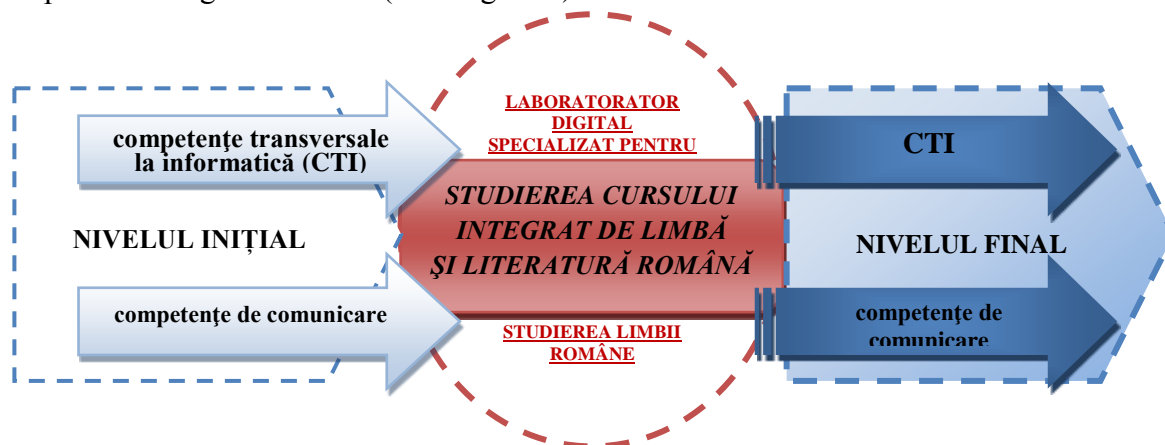 competenţe transversale
la informatică (CTI)
NIVELUL INIȚIAL
competenţe de comunicare
LABORATORATOR
DIGITAL
SPECIALIZAT PENTRU
STUDIEREA CURSULUI
INTEGRAT DE LIMBĂ
ŞI LITERATURĂ ROMÂNĂ
STUDIEREA LIMBII
ROMÂNE
CTI
NIVELUL FINAL
competenţe de
comunicare